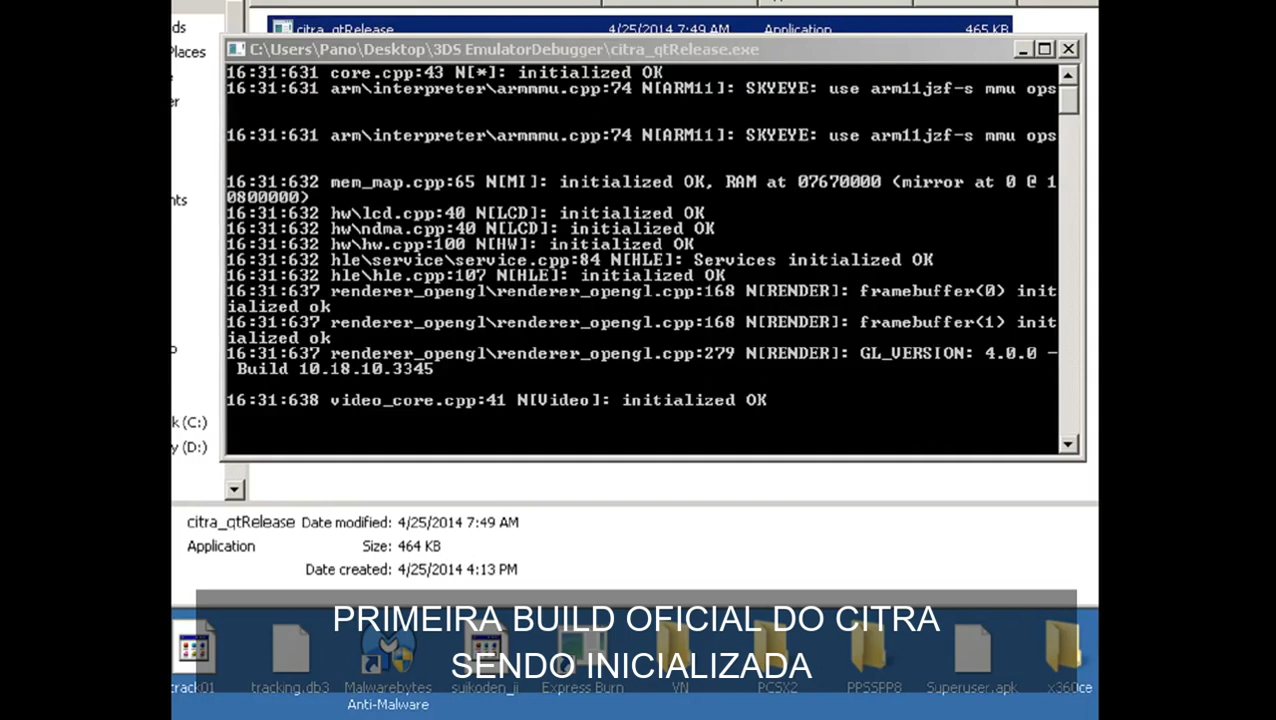 citra_qtRelease 4/25/2014 7:49 AM Application 465 KB
C:\Users\Pano\Desktop\3DS EmulatorDebugger\citra_qtRelease.exe
ds
Places
16:31:631 core.cpp:43 N[*]: initialized OK
16:31:631 arm\interpreter\armmmu.cpp:74 N[ARM11]: SKYEYE: use arm11jzf-s mmu ops
16:31:631 arm\interpreter\armmmu.cpp:74 N[ARM11]: SKYEYE: use arm11jzf-s mmu ops
16:31:632 mem_map.cpp:65 N[MI]: initialized OK, RAM at 07670000 (mirror at 0 @ 1
0800000)
nts
16:31:632 hw\lcd.cpp:40 N[LCD]: initialized OK
16:31:632 hw\ndma.cpp:40 N[LCD]: initialized OK
16:31:632 hw\hw.cpp:100 N[HW]: initialized OK
16:31:632 hle\service\service.cpp:84 N[HLE]: Services initialized OK
16:31:632 hle\hle.cpp:107 N[HLE]: initialized OK
16:31:637 renderer_opengl\renderer_opengl.cpp:168 N[RENDER]: framebuffer(0) init
ialized ok
16:31:637 renderer_opengl\renderer_opengl.cpp:168 N[RENDER]: framebuffer(1) init
ialized ok
16:31:637 renderer_opengl\renderer_opengl.cpp:279 N[RENDER]: GL_VERSION: 4.0.0 -
Build 10.18.10.3345
16:31:638 video_core.cpp:41 N[Video]: initialized OK
k (C:)
y (D:)
citra_qtRelease Date modified: 4/25/2014 7:49 AM
Application Size: 464 KB
Date created: 4/25/2014 4:13 PM
PRIMEIRA BUILD OFICIAL DO CITRA
SENDO INICIALIZADA
track01 tracking.db3 Malwarebytes Anti-Malware suikoden_ii Express Burn VN PCSX2 PPSSPP8 Superuser.apk x360ce